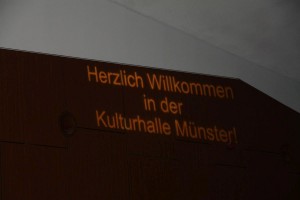 Herzlich Willkommen
in der
Kulturhalle Münster!